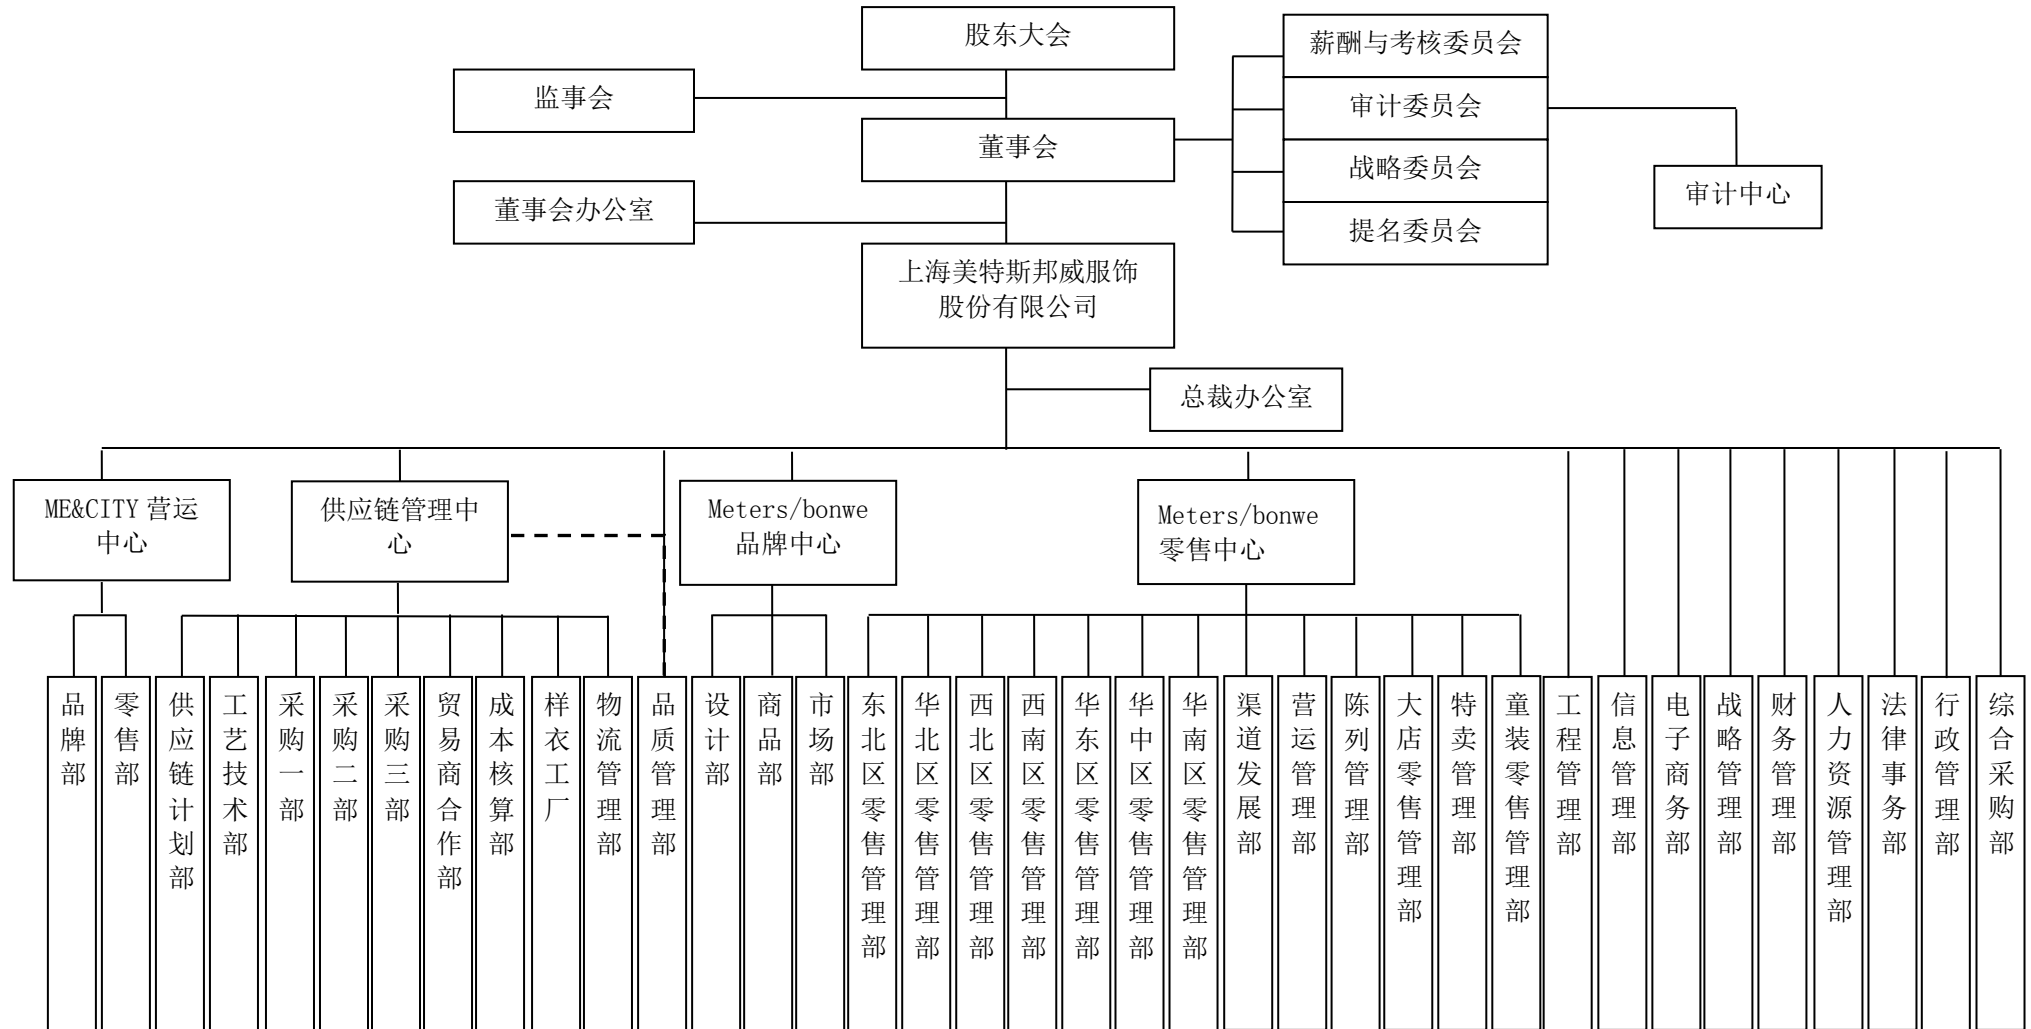 股东大会
薪酬与考核委员会
监事会
审计委员会
董事会
战略委员会
董事会办公室
审计中心
提名委员会
上海美特斯邦威服饰
股份有限公司
总裁办公室
ME&CITY 营运
中心
供应链管理中
心
Meters/bonwe
品牌中心
Meters/bonwe
零售中心
品牌部
零售部
供应链计划部
工艺技术部
采购一部
采购二部
采购三部
贸易商合作部
成本核算部
样衣工厂
物流管理部
品质管理部
设计部
商品部
市场部
东北区零售管理部
华北区零售管理部
西北区零售管理部
西南区零售管理部
华东区零售管理部
华中区零售管理部
华南区零售管理部
渠道发展部
营运管理部
陈列管理部
大店零售管理部
特卖管理部
童装零售管理部
工程管理部
信息管理部
电子商务部
战略管理部
财务管理部
人力资源管理部
法律事务部
行政管理部
综合采购部